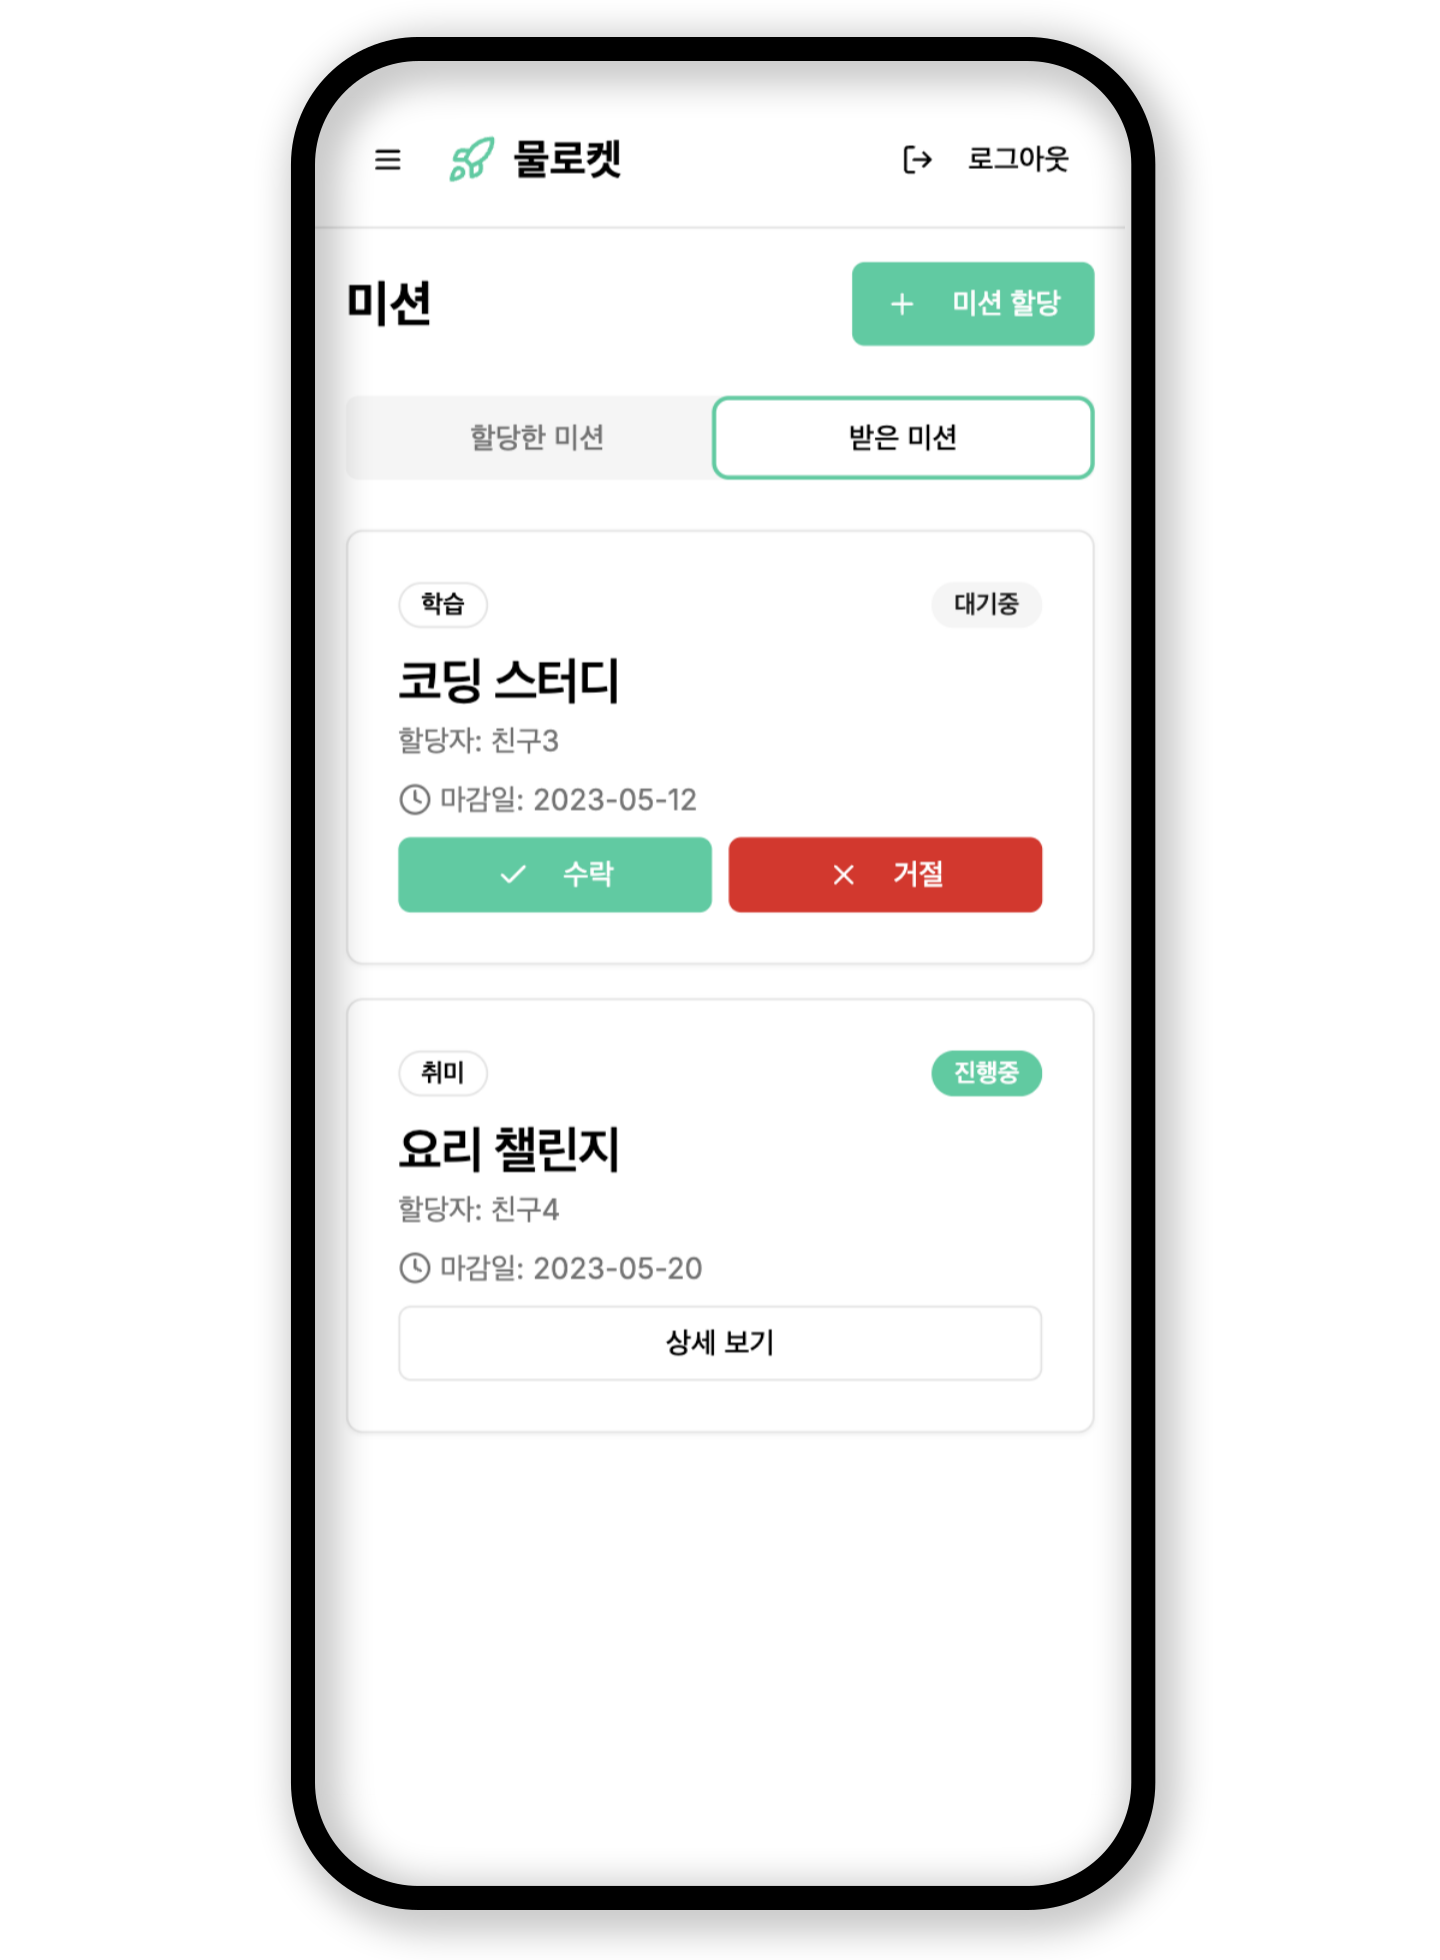 물로켓
로그아웃
미션
미션 할당
할당한 미션
받은 미션
학습
대기중
코딩 스터디
할당자: 친구3
마감일: 2023-05-12
수락
거절
취미
진행중
요리 챌린지
할당자: 친구4
마감일: 2023-05-20
상세 보기